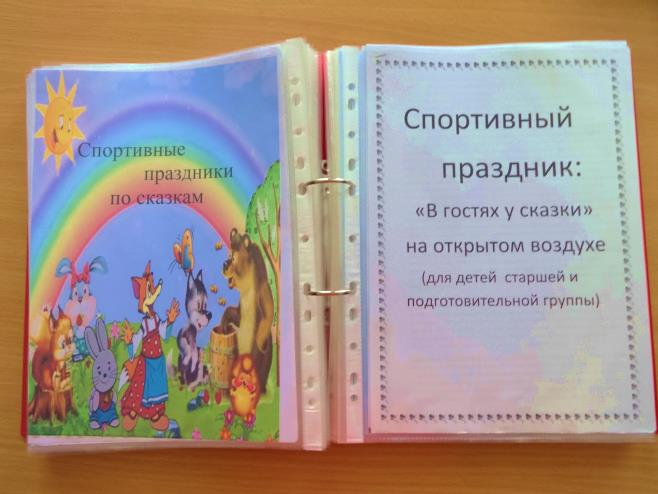 Спортивные
праздники
по сказкам
Спортивный
праздник:
«В гостях у сказки»
на открытом воздухе
(для детей старшей и
подготовительной группы)